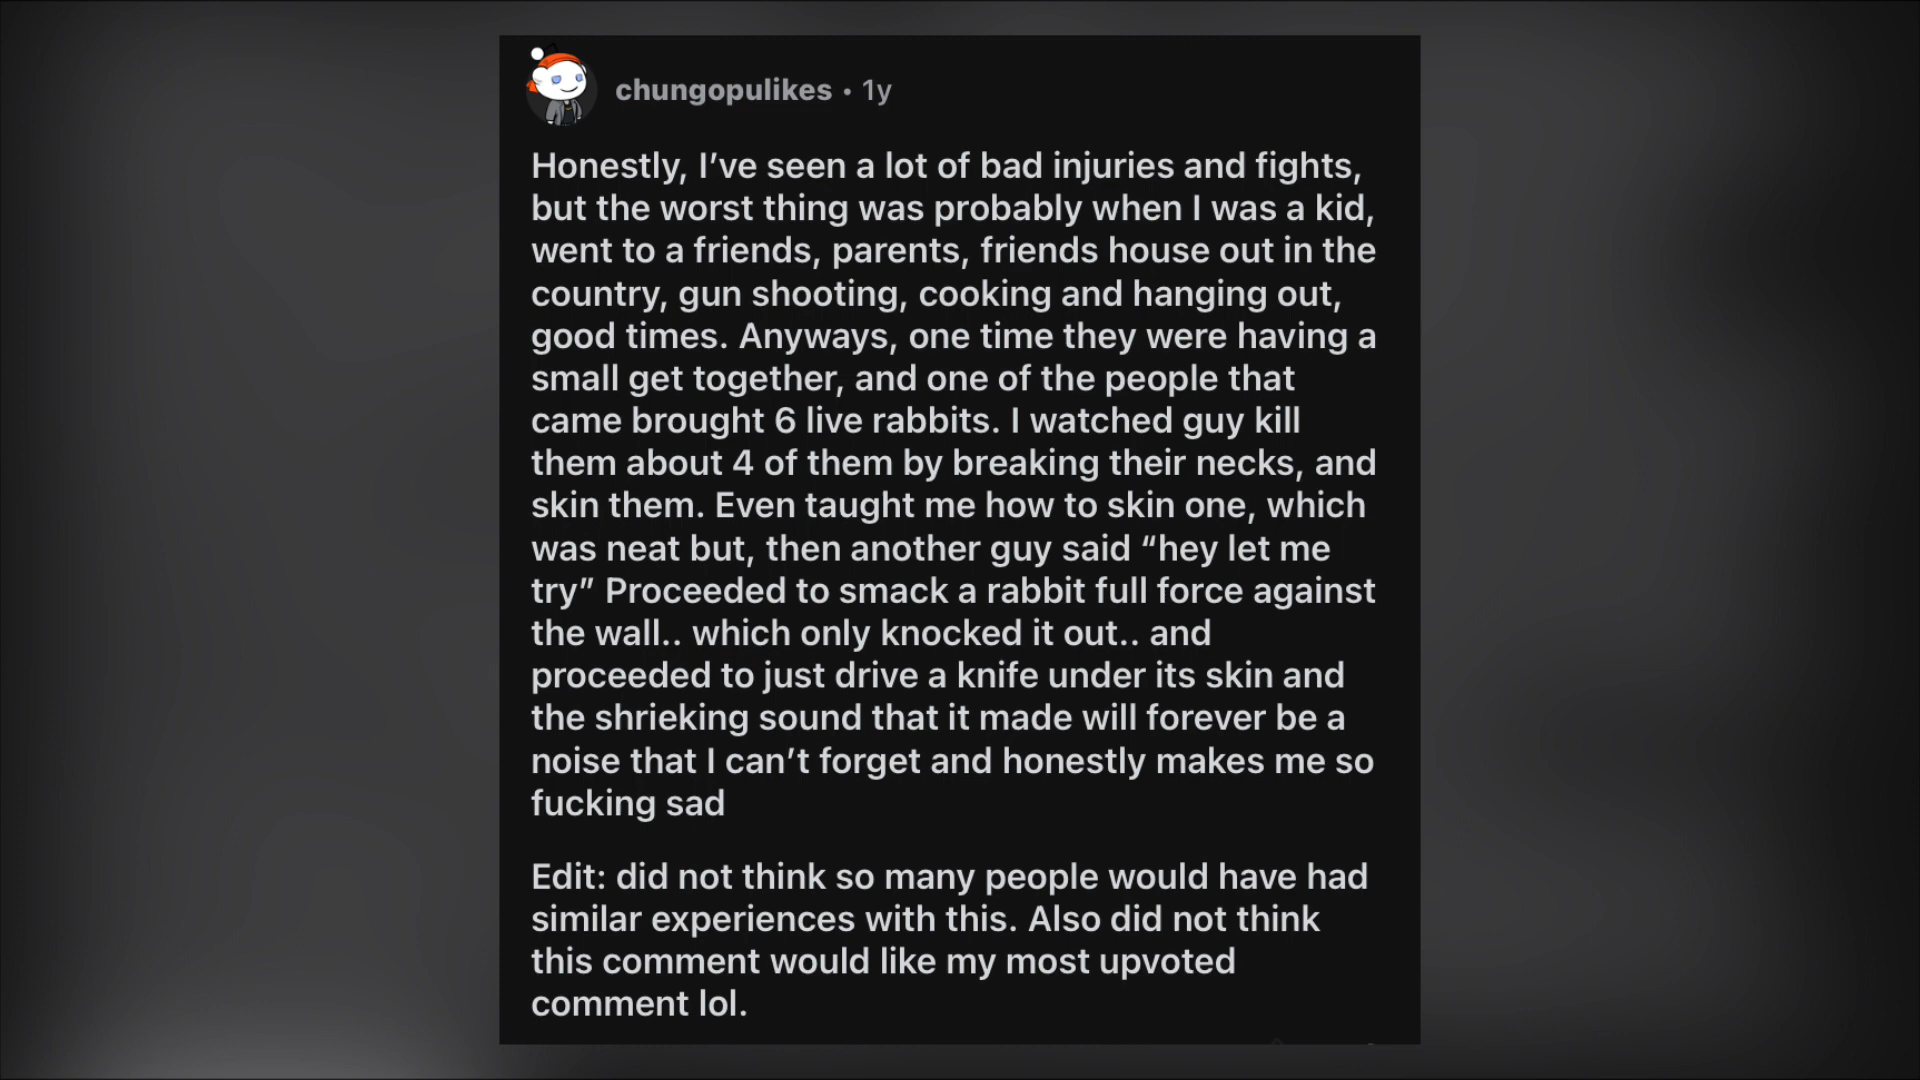 chungopulikes • 1y
Honestly, I’ve seen a lot of bad injuries and fights,
but the worst thing was probably when I was a kid,
went to a friends, parents, friends house out in the
country, gun shooting, cooking and hanging out,
good times. Anyways, one time they were having a
small get together, and one of the people that
came brought 6 live rabbits. I watched guy kill
them about 4 of them by breaking their necks, and
skin them. Even taught me how to skin one, which
was neat but, then another guy said “hey let me
try” Proceeded to smack a rabbit full force against
the wall.. which only knocked it out.. and
proceeded to just drive a knife under its skin and
the shrieking sound that it made will forever be a
noise that I can’t forget and honestly makes me so
fucking sad
Edit: did not think so many people would have had
similar experiences with this. Also did not think
this comment would like my most upvoted
comment lol.